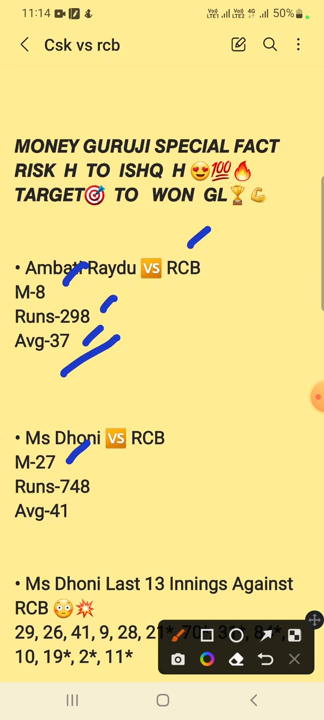 11:14 50%
Csk vs rcb
MONEY GURUJI SPECIAL FACT
RISK H TO ISHQ H 😍💯🔥
TARGET🎯 TO WON GL🏆💪
• Ambati Raydu 🆚 RCB
M-8
Runs-298
Avg-37
• Ms Dhoni 🆚 RCB
M-27
Runs-748
Avg-41
• Ms Dhoni Last 13 Innings Against
RCB 😳💥
29, 26, 41, 9, 28, 21*,
10, 19*, 2*, 11*